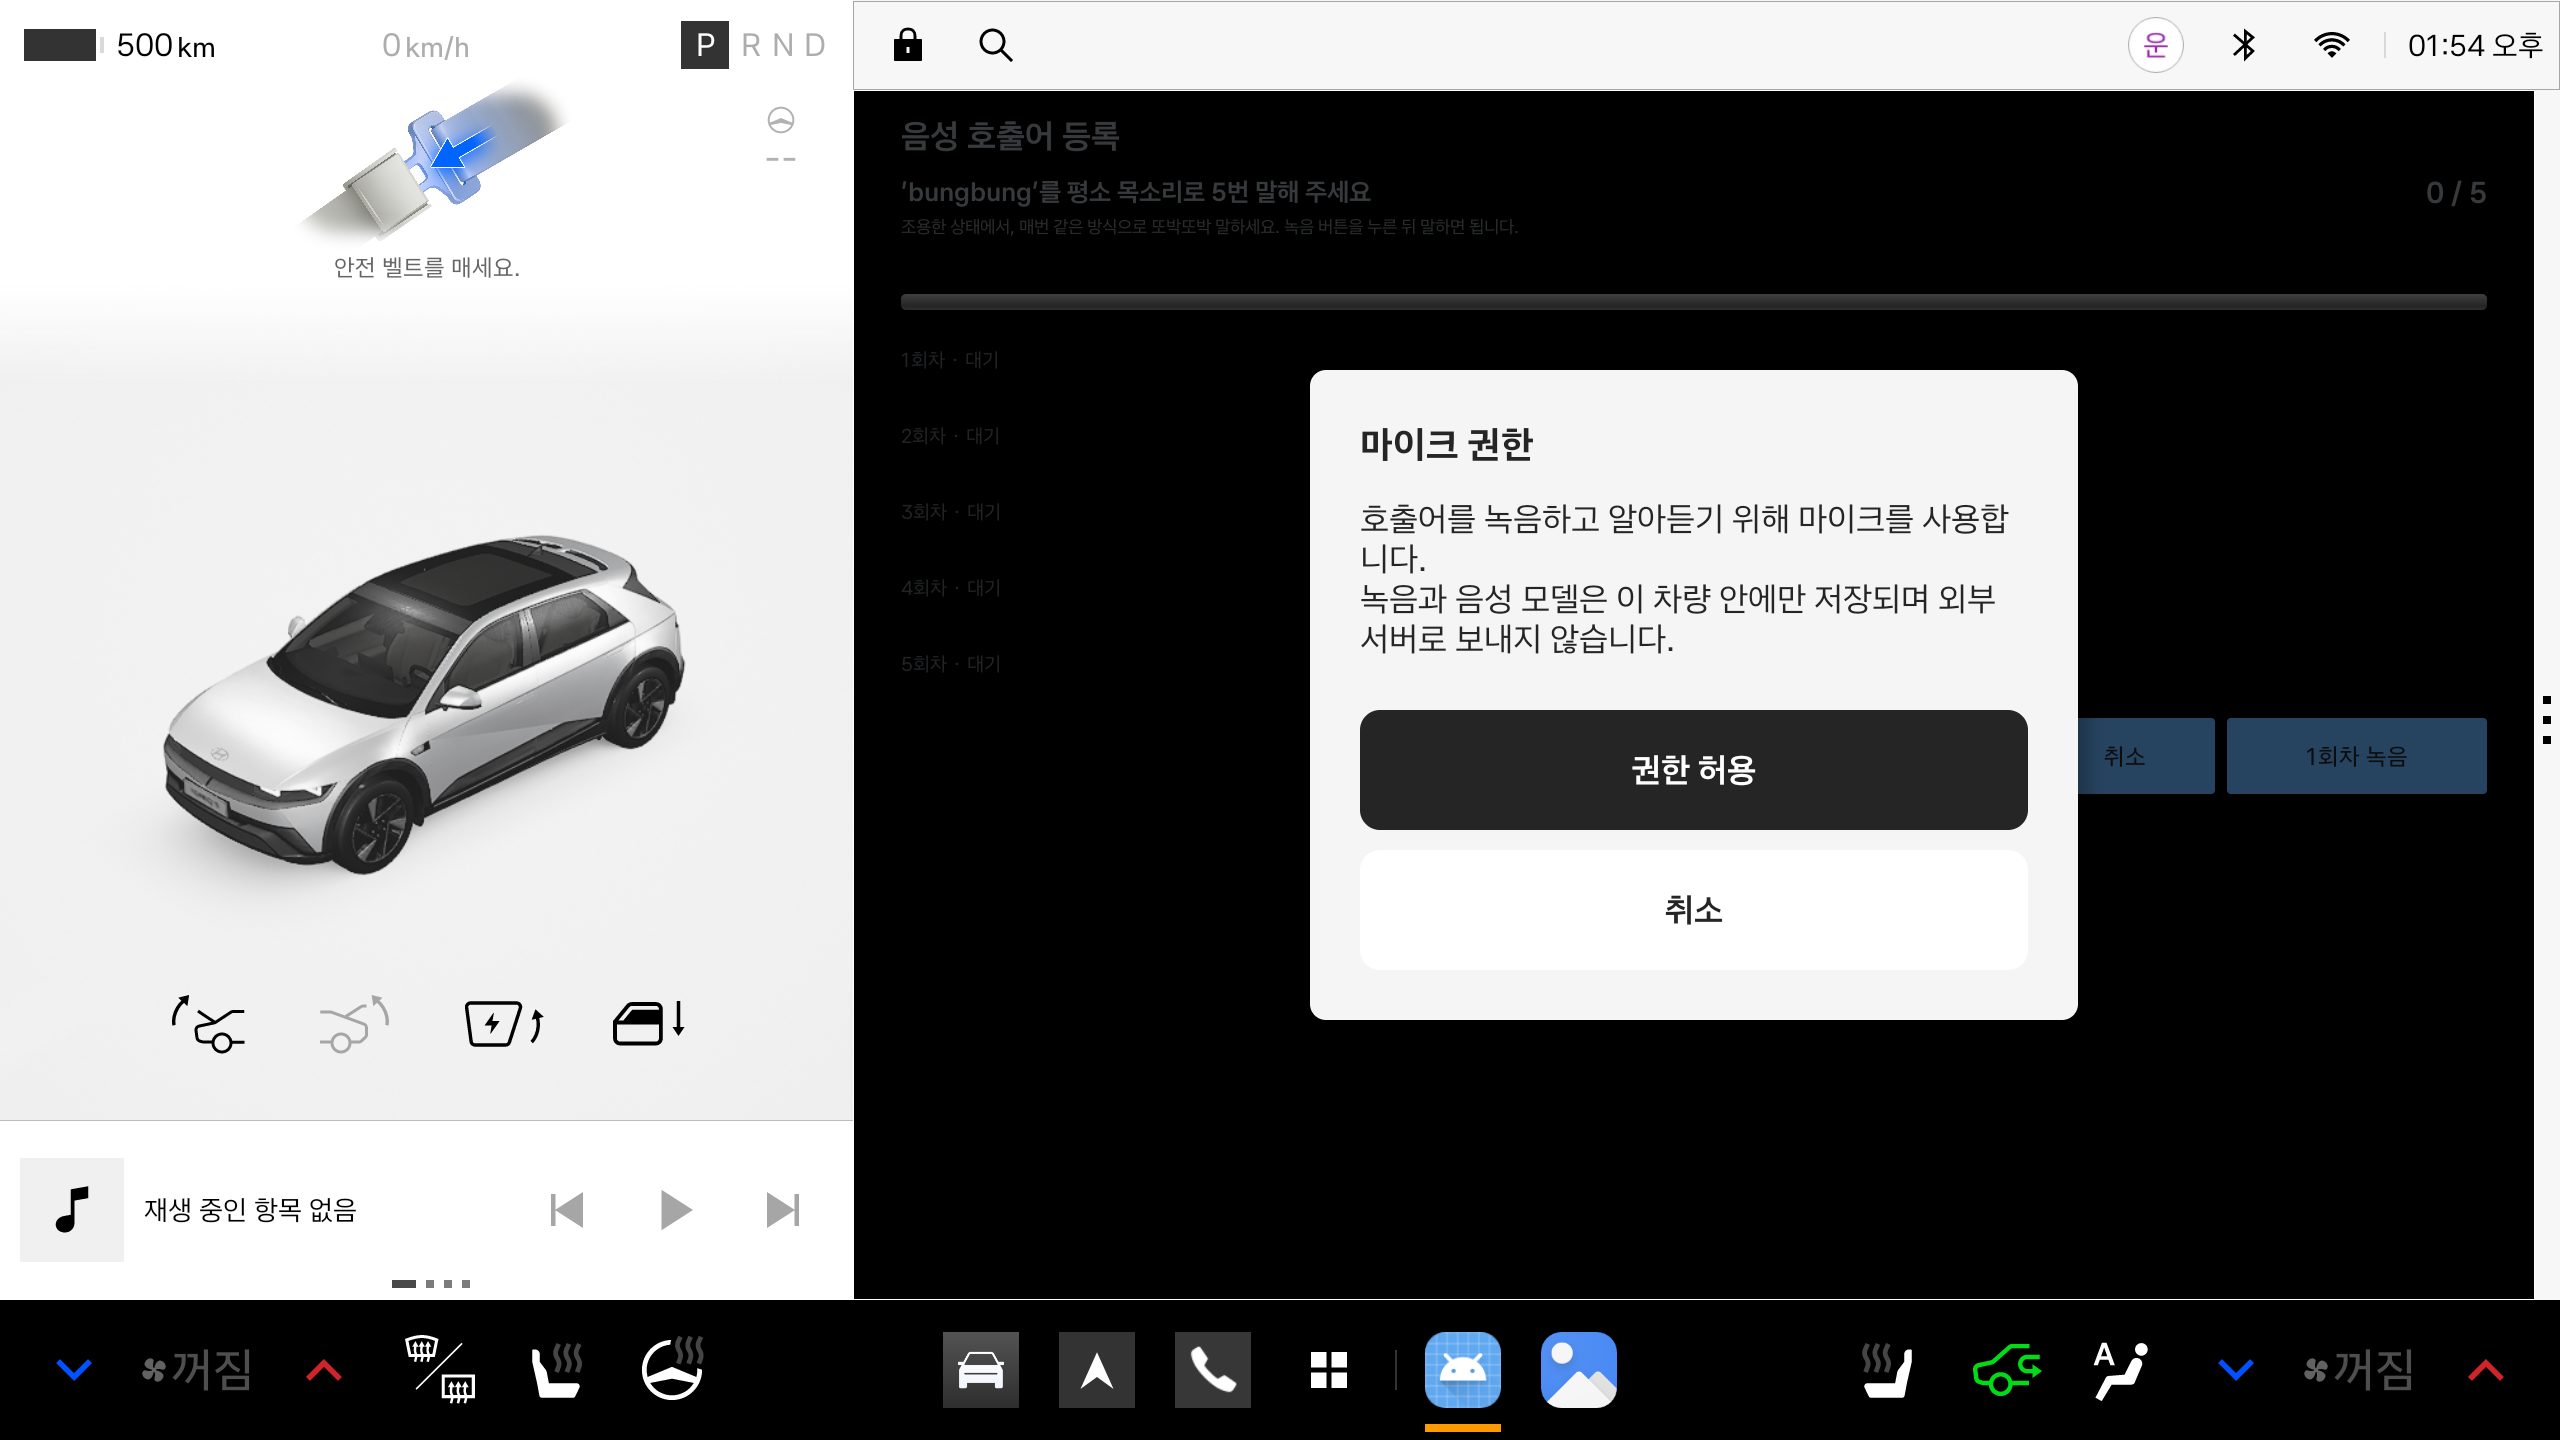 500 km
0 km/h
P R N D
운
01:54 오후
안전 벨트를 매세요.
음성 호출어 등록
‘bungbung’를 평소 목소리로 5번 말해 주세요
0 / 5
조용한 상태에서, 매번 같은 방식으로 또박또박 말하세요. 녹음 버튼을 누른 뒤 말하면 됩니다.
1회차 · 대기
2회차 · 대기
3회차 · 대기
4회차 · 대기
5회차 · 대기
마이크 권한
호출어를 녹음하고 알아듣기 위해 마이크를 사용합
니다.
녹음과 음성 모델은 이 차량 안에만 저장되며 외부
서버로 보내지 않습니다.
권한 허용
취소
취소
1회차 녹음
재생 중인 항목 없음
꺼짐
A
꺼짐